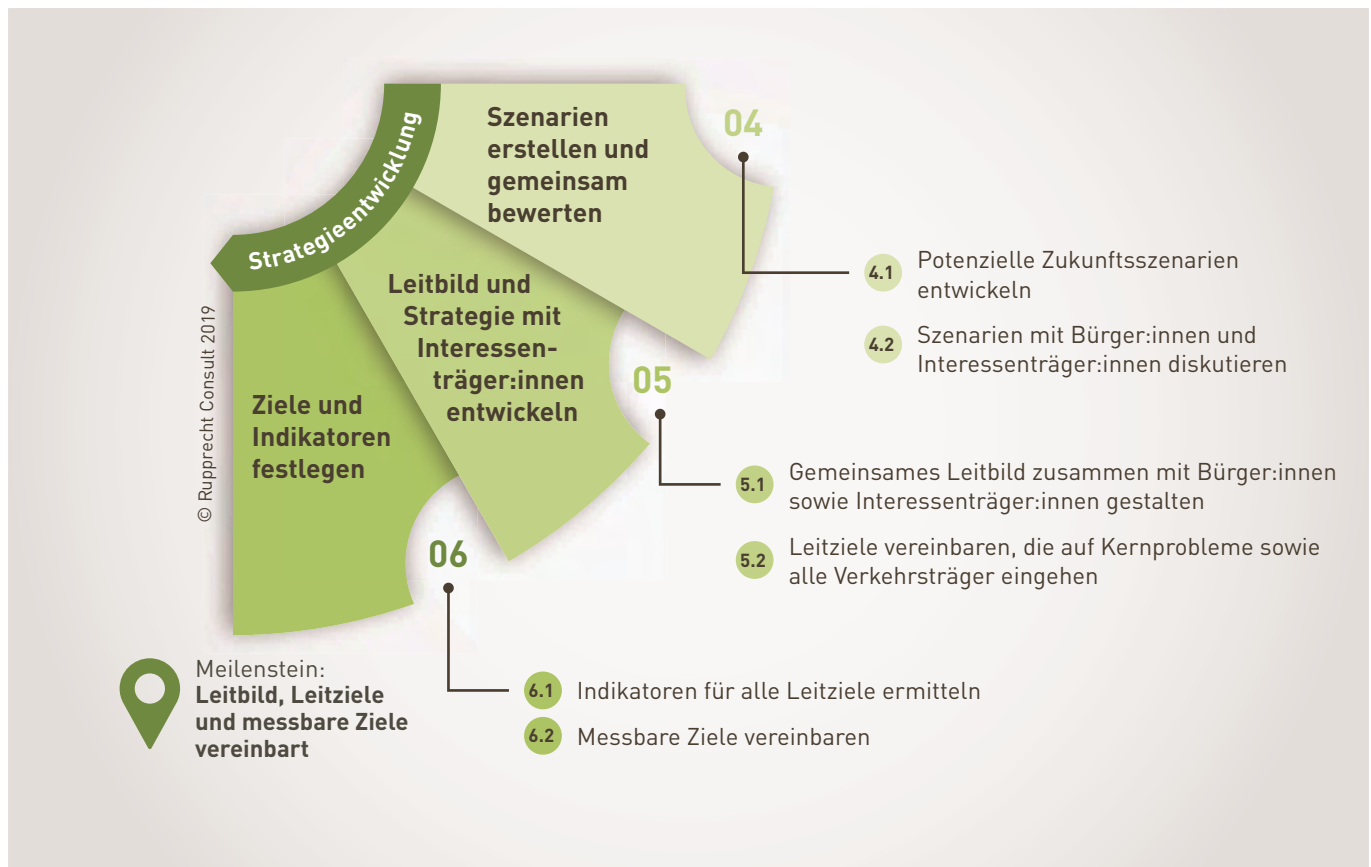 Strategieentwicklung
Szenarien
erstellen und
gemeinsam
bewerten
04
4.1 Potenzielle Zukunftsszenarien
entwickeln
4.2 Szenarien mit Bürger:innen und
Interessenträger:innen diskutieren
Leitbild und
Strategie mit
Interessen-
träger:innen
entwickeln
05
5.1 Gemeinsames Leitbild zusammen mit Bürger:innen
sowie Interessenträger:innen gestalten
5.2 Leitziele vereinbaren, die auf Kernprobleme sowie
alle Verkehrsträger eingehen
Ziele und
Indikatoren
festlegen
06
6.1 Indikatoren für alle Leitziele ermitteln
6.2 Messbare Ziele vereinbaren
Meilenstein:
Leitbild, Leitziele
und messbare Ziele
vereinbart
© Rupprecht Consult 2019